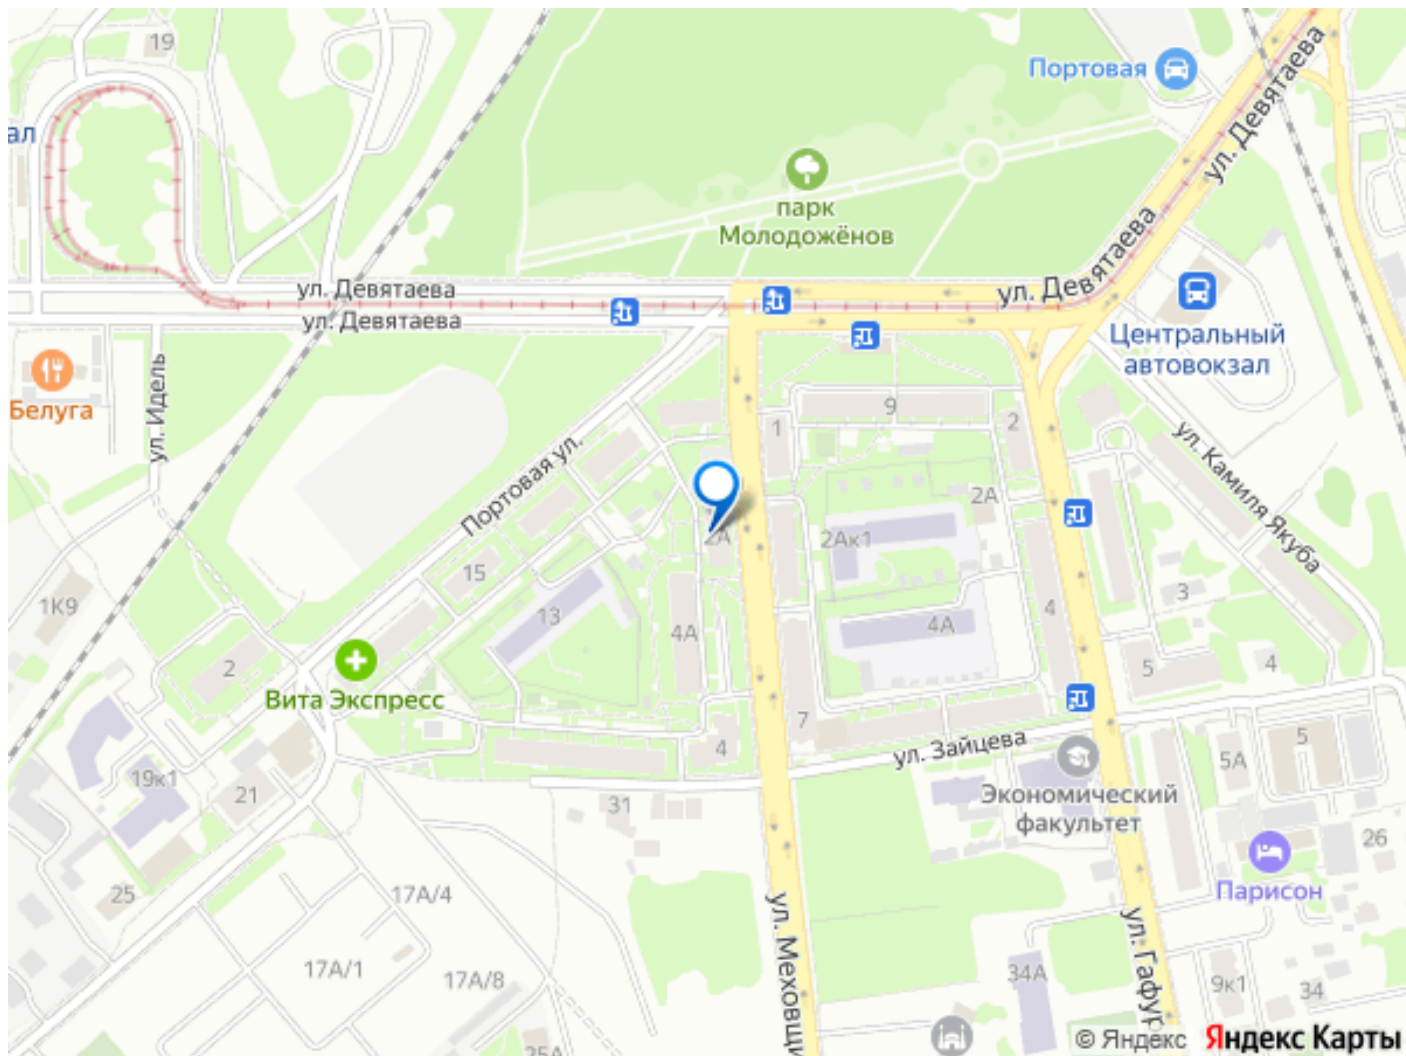 19
ал
Портовая
ул. Девятаева
парк
Молодожёнов
ул. Девятаева
ул. Девятаева
ул. Девятаева
Центральный
автовокзал
Белуга
ул. Идель
9
1
2
ул. Камиля Якуба
Портовая ул.
2А
2А
2Ак1
15
1К9
13
3
4
4А
4А
2
5
4
Вита Экспресс
7
4
ул. Зайцева
5
5А
19к1
21
31
Экономический
факультет
26
25
17А/4
Парисон
ул. Меховщи
ул. Гафур
17А/1
17А/8
34А
9к1
34
25А
© Яндекс Яндекс Карты